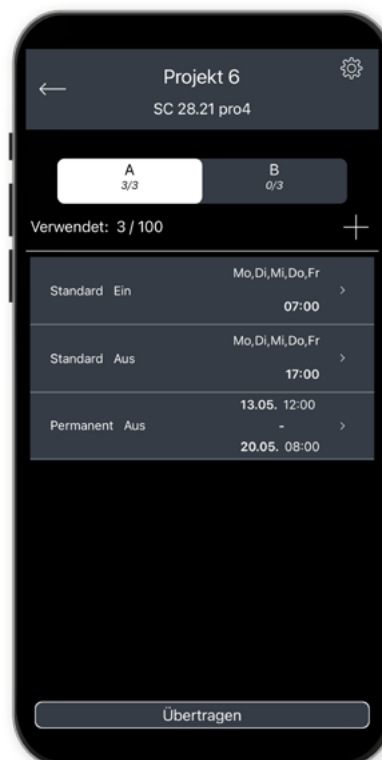 Projekt 6
SC 28.21 pro4
A
3/3
B
0/3
Verwendet: 3 / 100
Standard Ein
Mo,Di,Mi,Do,Fr
07:00
Standard Aus
Mo,Di,Mi,Do,Fr
17:00
Permanent Aus
13.05. 12:00
-
20.05. 08:00
Übertragen